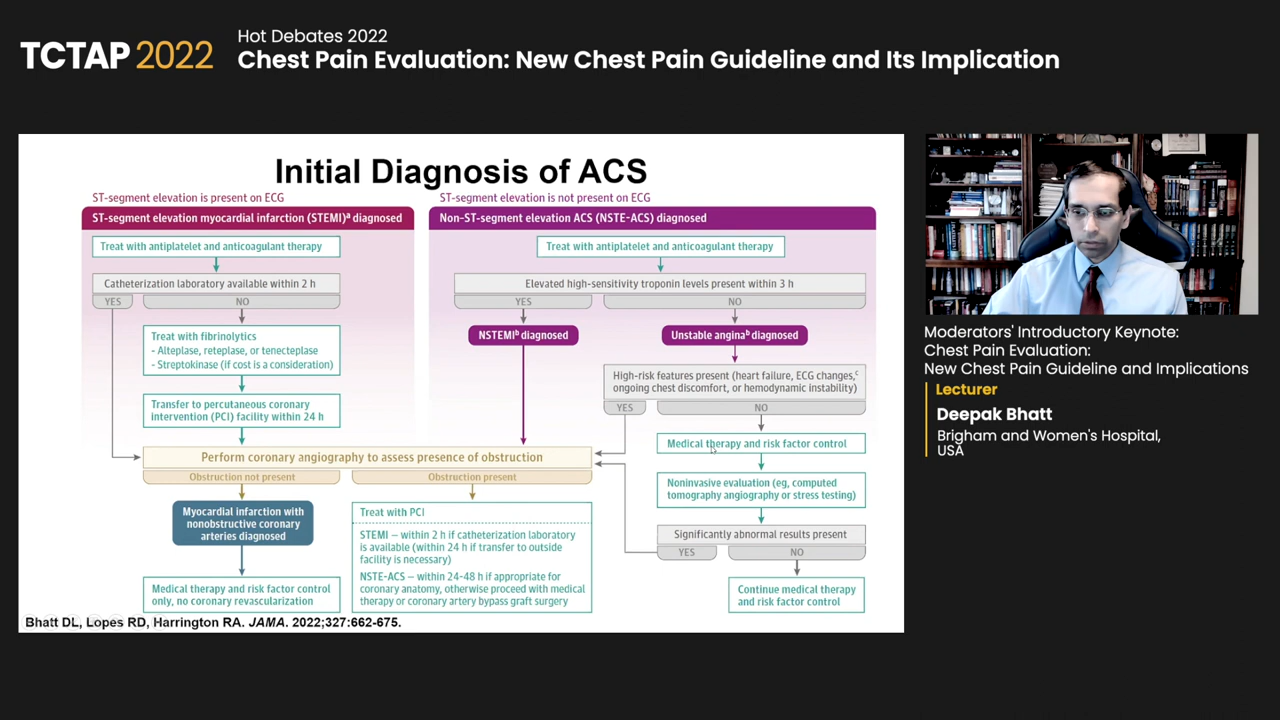 TCTAP 2022
Hot Debates 2022
Chest Pain Evaluation: New Chest Pain Guideline and Its Implication
Initial Diagnosis of ACS
ST-segment elevation is present on ECG
ST-segment elevation myocardial infarction (STEMI)ᵃ diagnosed
Treat with antiplatelet and anticoagulant therapy
Catheterization laboratory available within 2 h
YES
NO
Treat with fibrinolytics
- Alteplase, reteplase, or tenecteplase
- Streptokinase (if cost is a consideration)
Transfer to percutaneous coronary
intervention (PCI) facility within 24 h
ST-segment elevation is not present on ECG
Non-ST-segment elevation ACS (NSTE-ACS) diagnosed
Treat with antiplatelet and anticoagulant therapy
Elevated high-sensitivity troponin levels present within 3 h
YES
NO
NSTEMIᵇ diagnosed
Unstable anginaᵇ diagnosed
High-risk features present (heart failure, ECG changes,ᶜ
ongoing chest discomfort, or hemodynamic instability)
YES
NO
Medical therapy and risk factor control
Noninvasive evaluation (eg, computed
tomography angiography or stress testing)
Significantly abnormal results present
YES
NO
Continue medical therapy
and risk factor control
Perform coronary angiography to assess presence of obstruction
Obstruction not present
Obstruction present
Myocardial infarction with
nonobstructive coronary
arteries diagnosed
Medical therapy and risk factor control
only, no coronary revascularization
Treat with PCI
STEMI – within 2 h if catheterization laboratory
is available (within 24 h if transfer to outside
facility is necessary)
NSTE-ACS – within 24-48 h if appropriate for
coronary anatomy, otherwise proceed with medical
therapy or coronary artery bypass graft surgery
Bhatt DL, Lopes RD, Harrington RA. JAMA. 2022;327:662-675.
Moderators' Introductory Keynote:
Chest Pain Evaluation:
New Chest Pain Guideline and Implications
Lecturer
Deepak Bhatt
Brigham and Women's Hospital,
USA